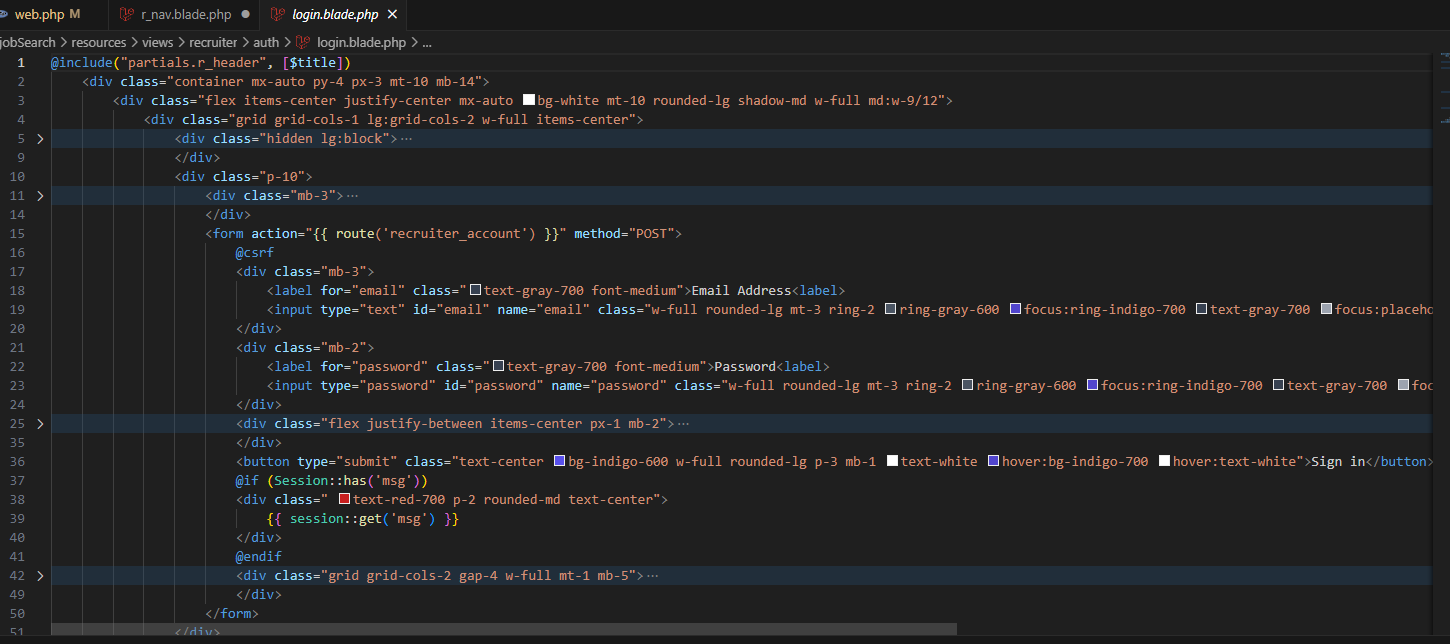 web.php M r_nav.blade.php login.blade.php
jobSearch > resources > views > recruiter > auth > login.blade.php > ...
1 @include("partials.r_header", [$title])
2 <div class="container mx-auto py-4 px-3 mt-10 mb-14">
3 <div class="flex items-center justify-center mx-auto bg-white mt-10 rounded-lg shadow-md w-full md:w-9/12">
4 <div class="grid grid-cols-1 lg:grid-cols-2 w-full items-center">
5 <div class="hidden lg:block">···
9 </div>
10 <div class="p-10">
11 <div class="mb-3">···
14 </div>
15 <form action="{{ route('recruiter_account') }}" method="POST">
16 @csrf
17 <div class="mb-3">
18 <label for="email" class="text-gray-700 font-medium">Email Address<label>
19 <input type="text" id="email" name="email" class="w-full rounded-lg mt-3 ring-2 ring-gray-600 focus:ring-indigo-700 text-gray-700 focus:placeho
20 </div>
21 <div class="mb-2">
22 <label for="password" class="text-gray-700 font-medium">Password<label>
23 <input type="password" id="password" name="password" class="w-full rounded-lg mt-3 ring-2 ring-gray-600 focus:ring-indigo-700 text-gray-700 foc
24 </div>
25 <div class="flex justify-between items-center px-1 mb-2">···
35 </div>
36 <button type="submit" class="text-center bg-indigo-600 w-full rounded-lg p-3 mb-1 text-white hover:bg-indigo-700 hover:text-white">Sign in</button>
37 @if (Session::has('msg'))
38 <div class=" text-red-700 p-2 rounded-md text-center">
39 {{ session::get('msg') }}
40 </div>
41 @endif
42 <div class="grid grid-cols-2 gap-4 w-full mt-1 mb-5">···
49 </div>
50 </form>
51 </div>